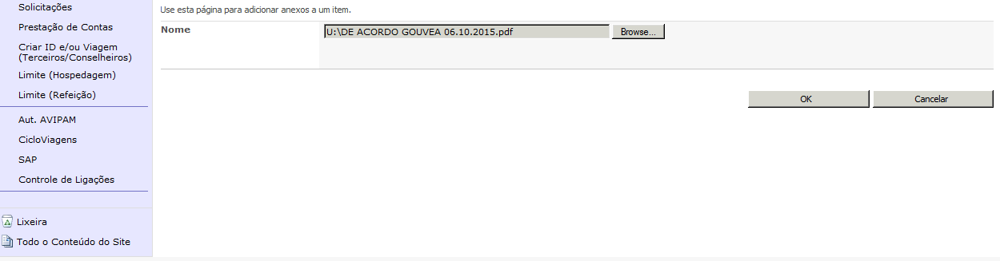 Solicitações
Prestação de Contas
Criar ID e/ou Viagem
(Terceiros/Conselheiros)
Limite (Hospedagem)
Limite (Refeição)
Aut. AVIPAM
CicloViagens
SAP
Controle de Ligações
Lixeira
Todo o Conteúdo do Site
Use esta página para adicionar anexos a um item.
Nome
U:\DE ACORDO GOUVEA 06.10.2015.pdf
Browse...
OK
Cancelar